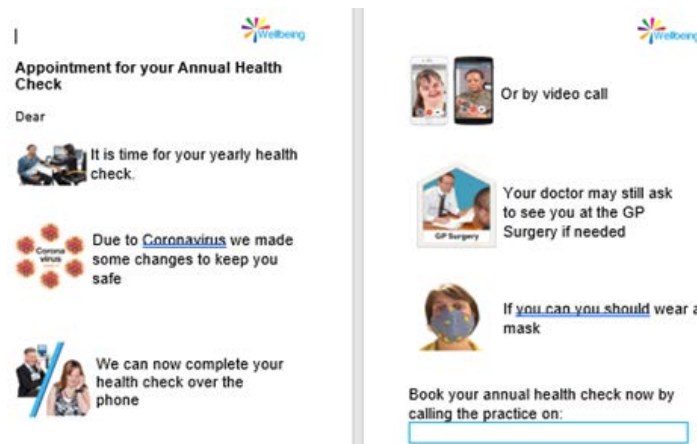 Wellbeing
Appointment for your Annual Health
Check
Dear
It is time for your yearly health
check.
Corona
virus
Due to Coronavirus we made
some changes to keep you
safe
We can now complete your
health check over the
phone
Wellbeing
Or by video call
GP Surgery
Your doctor may still ask
to see you at the GP
Surgery if needed
If you can you should wear a
mask
Book your annual health check now by
calling the practice on: